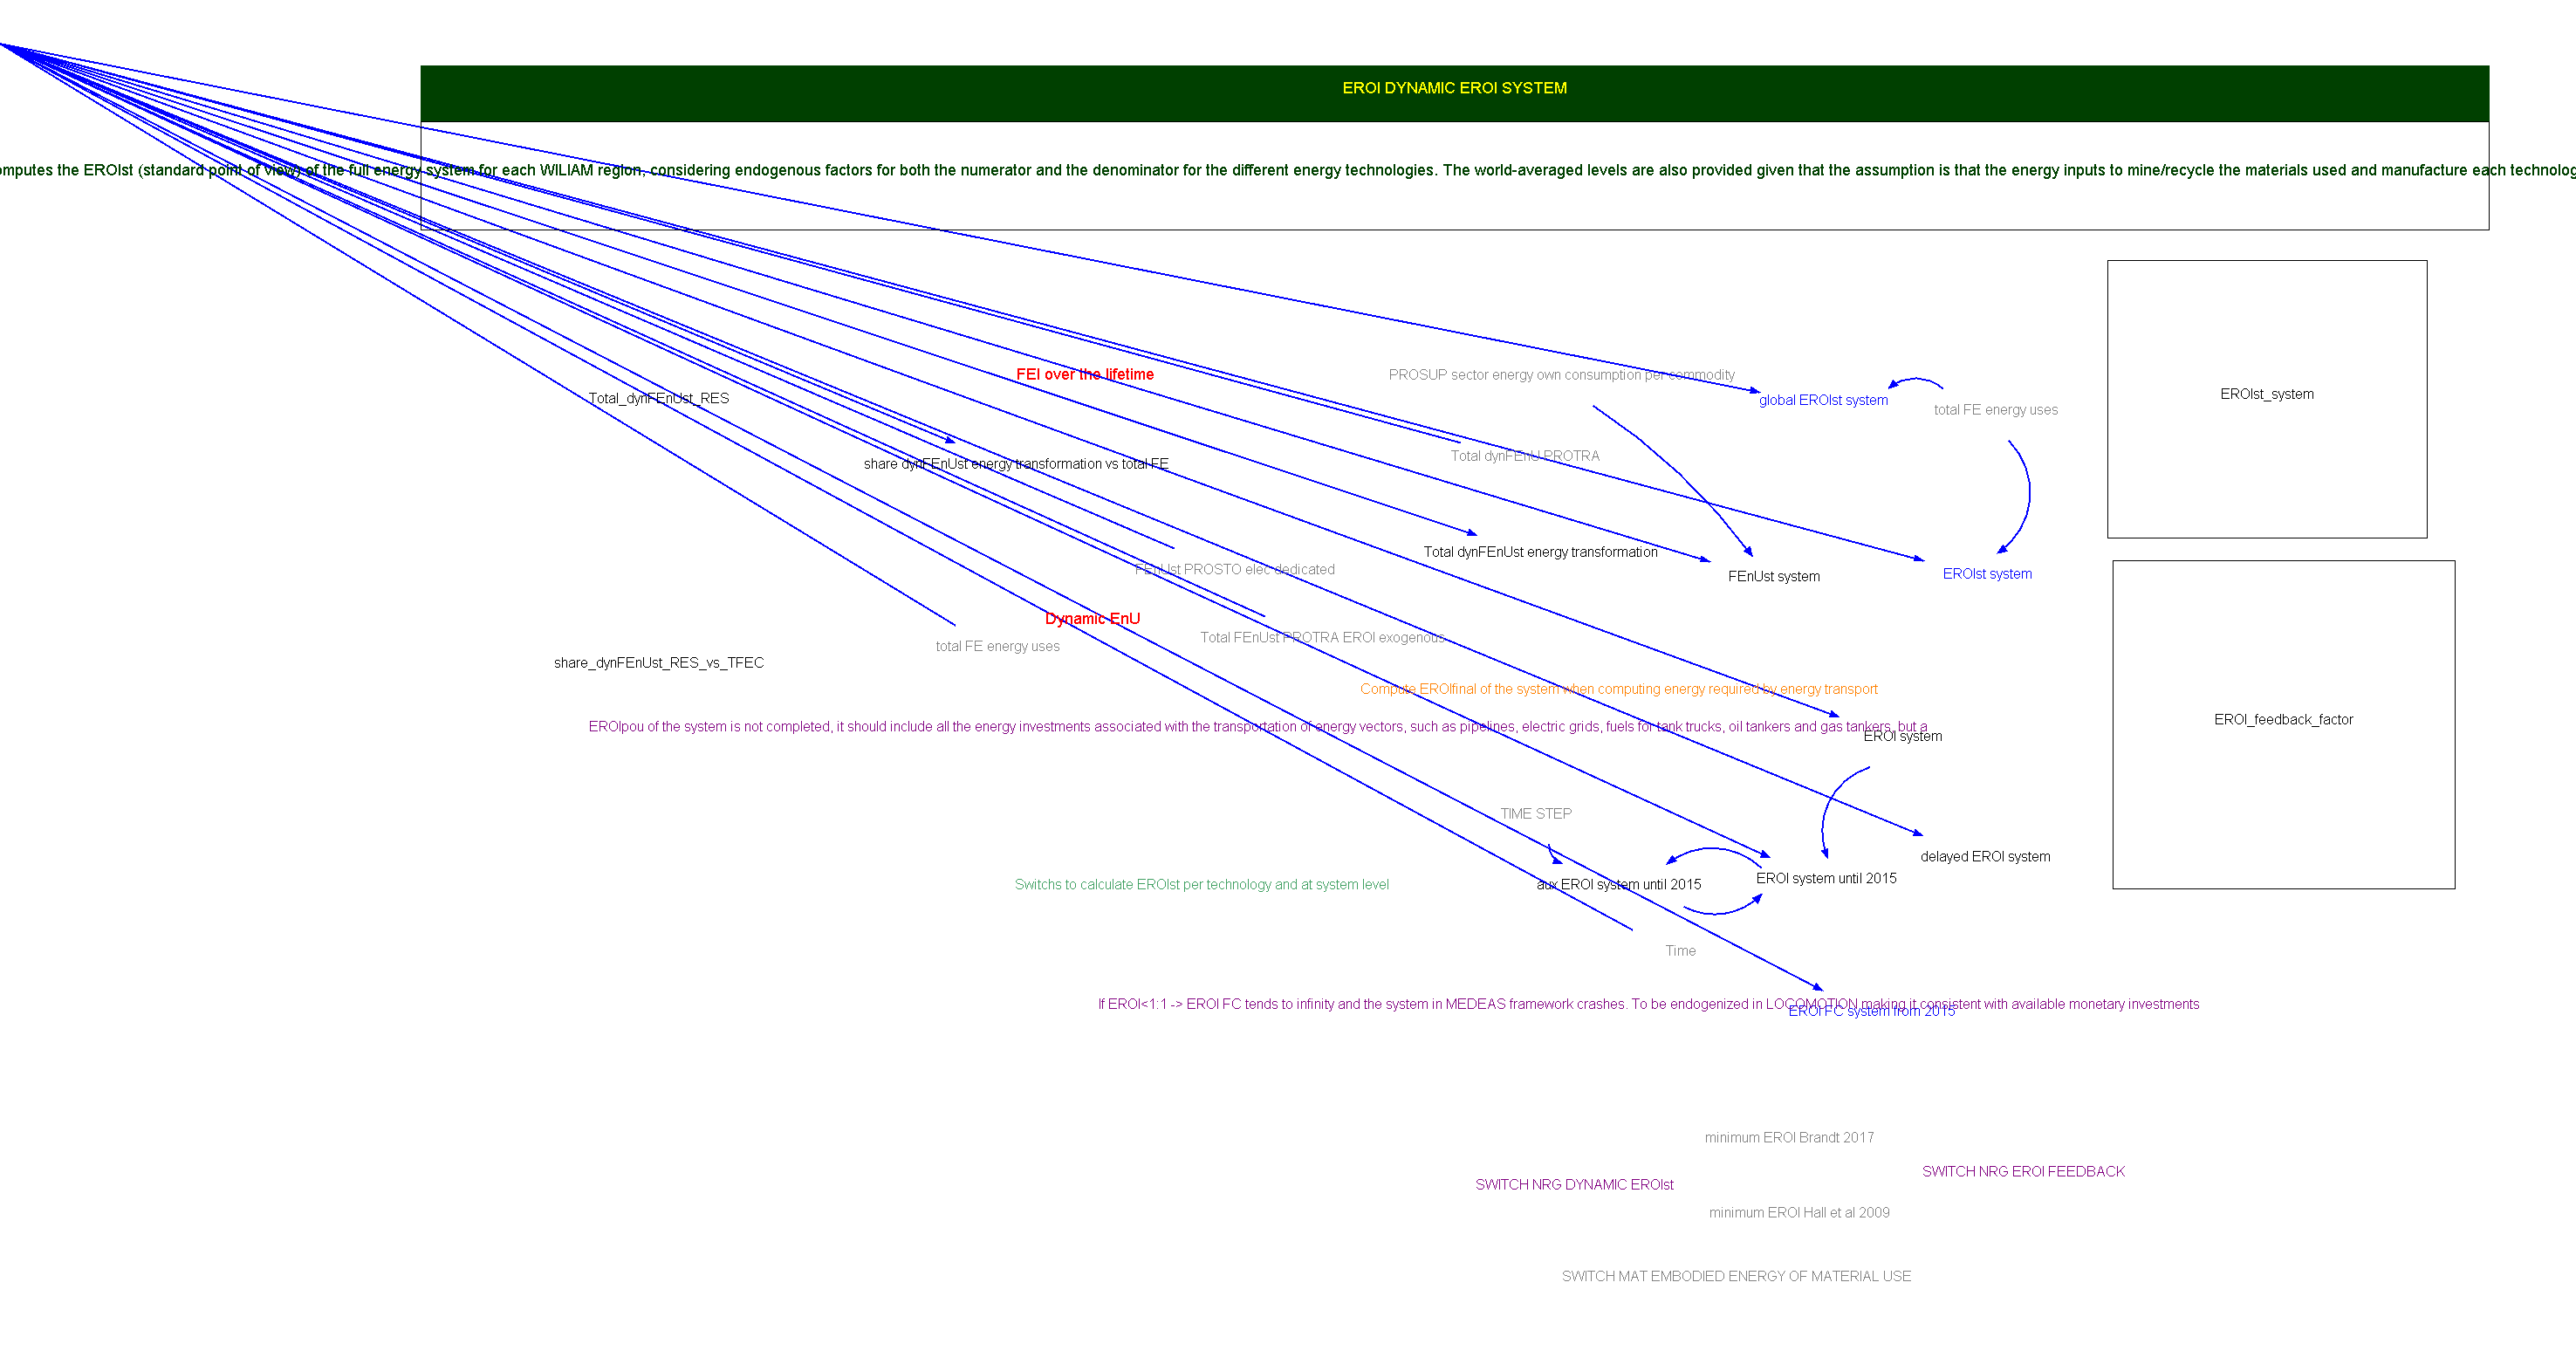 EROI DYNAMIC EROI SYSTEM
omputes the EROIst (standard point of view) of the full energy system for each WILIAM region, considering endogenous factors for both the numerator and the denominator for the different energy technologies. The world-averaged levels are also provided given that the assumption is that the energy inputs to mine/recycle the materials used and manufacture each technolog
FEI over the lifetime
PROSUP sector energy own consumption per commodity
Total_dynFEnUst_RES
global EROIst system
EROIst_system
total FE energy uses
Total dynFEnU PROTRA
share dynFEnUst energy transformation vs total FE
Total dynFEnUst energy transformation
FEnUst PROSTO elec dedicated
FEnUst system
EROIst system
Dynamic EnU
Total FEnUst PROTRA EROI exogenous
total FE energy uses
share_dynFEnUst_RES_vs_TFEC
Compute EROIfinal of the system when computing energy required by energy transport
EROI_feedback_factor
EROIpou of the system is not completed, it should include all the energy investments associated with the transportation of energy vectors, such as pipelines, electric grids, fuels for tank trucks, oil tankers and gas tankers, but a
EROI system
TIME STEP
delayed EROI system
Switchs to calculate EROIst per technology and at system level
aux EROI system until 2015
EROI system until 2015
Time
If EROI<1:1 -> EROI FC tends to infinity and the system in MEDEAS framework crashes. To be endogenized in LOCOMOTION making it consistent with available monetary investments
EROI FC system from 2015
minimum EROI Brandt 2017
SWITCH NRG EROI FEEDBACK
SWITCH NRG DYNAMIC EROIst
minimum EROI Hall et al 2009
SWITCH MAT EMBODIED ENERGY OF MATERIAL USE